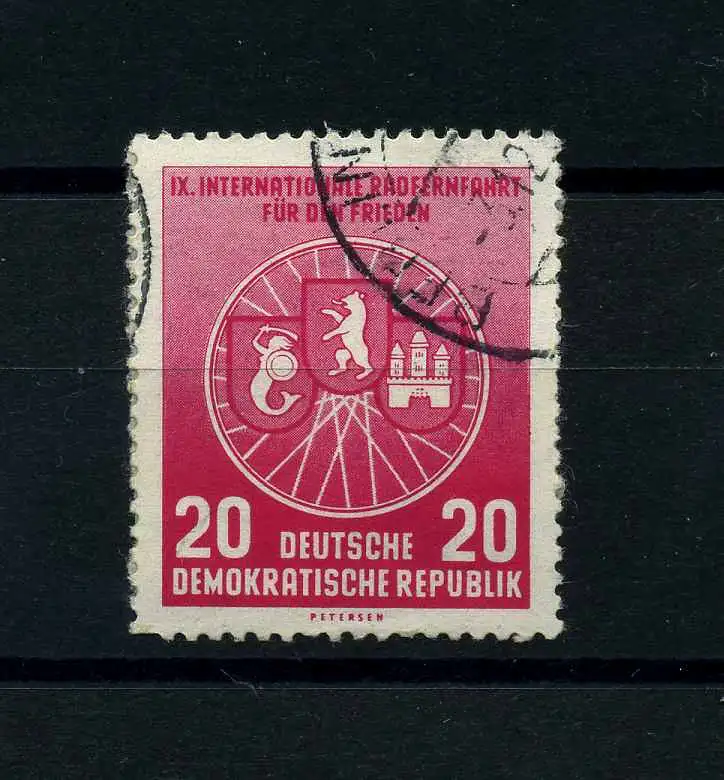 IX. INTERNATIONALE RADFERNFAHRT
FÜR DEN FRIEDEN
20 20
DEUTSCHE
DEMOKRATISCHE REPUBLIK
PETERSEN